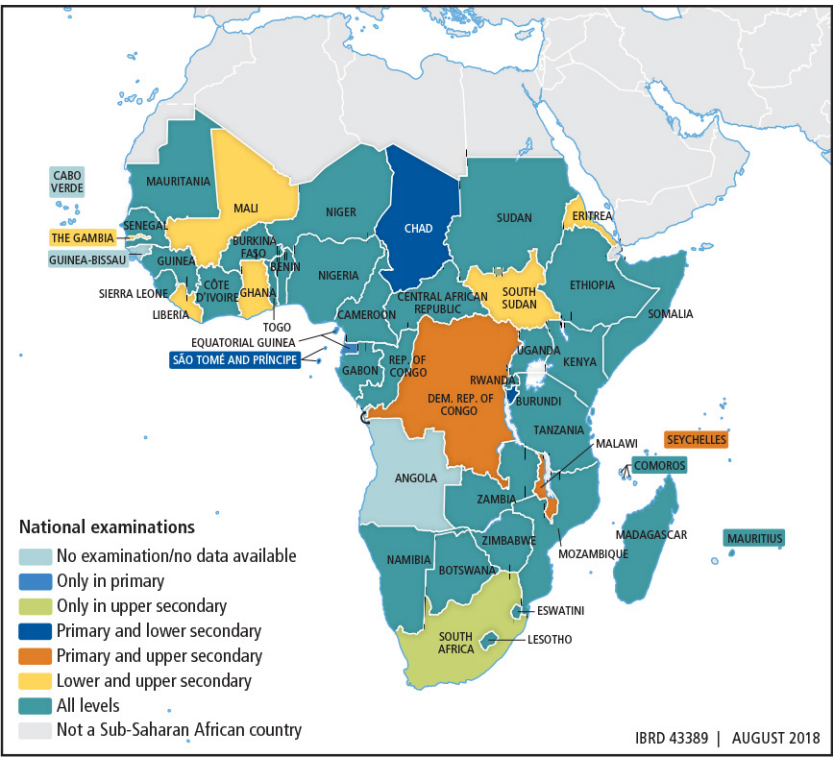 CABO
VERDE
MAURITANIA
MALI
NIGER
CHAD
SUDAN
ERITREA
SENEGAL
THE GAMBIA
GUINEA-BISSAU
GUINEA
BURKINA
FASO
BENIN
NIGERIA
SIERRA LEONE
CÔTE
D'IVOIRE
GHANA
LIBERIA
TOGO
CAMEROON
CENTRAL AFRICAN
REPUBLIC
SOUTH
SUDAN
ETHIOPIA
SOMALIA
EQUATORIAL GUINEA
SÃO TOMÉ AND PRÍNCIPE
GABON
REP. OF
CONGO
UGANDA
KENYA
RWANDA
DEM. REP. OF
CONGO
BURUNDI
TANZANIA
MALAWI
SEYCHELLES
COMOROS
ANGOLA
ZAMBIA
MADAGASCAR
MAURITIUS
ZIMBABWE
MOZAMBIQUE
NAMIBIA
BOTSWANA
ESWATINI
SOUTH
AFRICA
LESOTHO
National examinations
No examination/no data available
Only in primary
Only in upper secondary
Primary and lower secondary
Primary and upper secondary
Lower and upper secondary
All levels
Not a Sub-Saharan African country
IBRD 43389 | AUGUST 2018